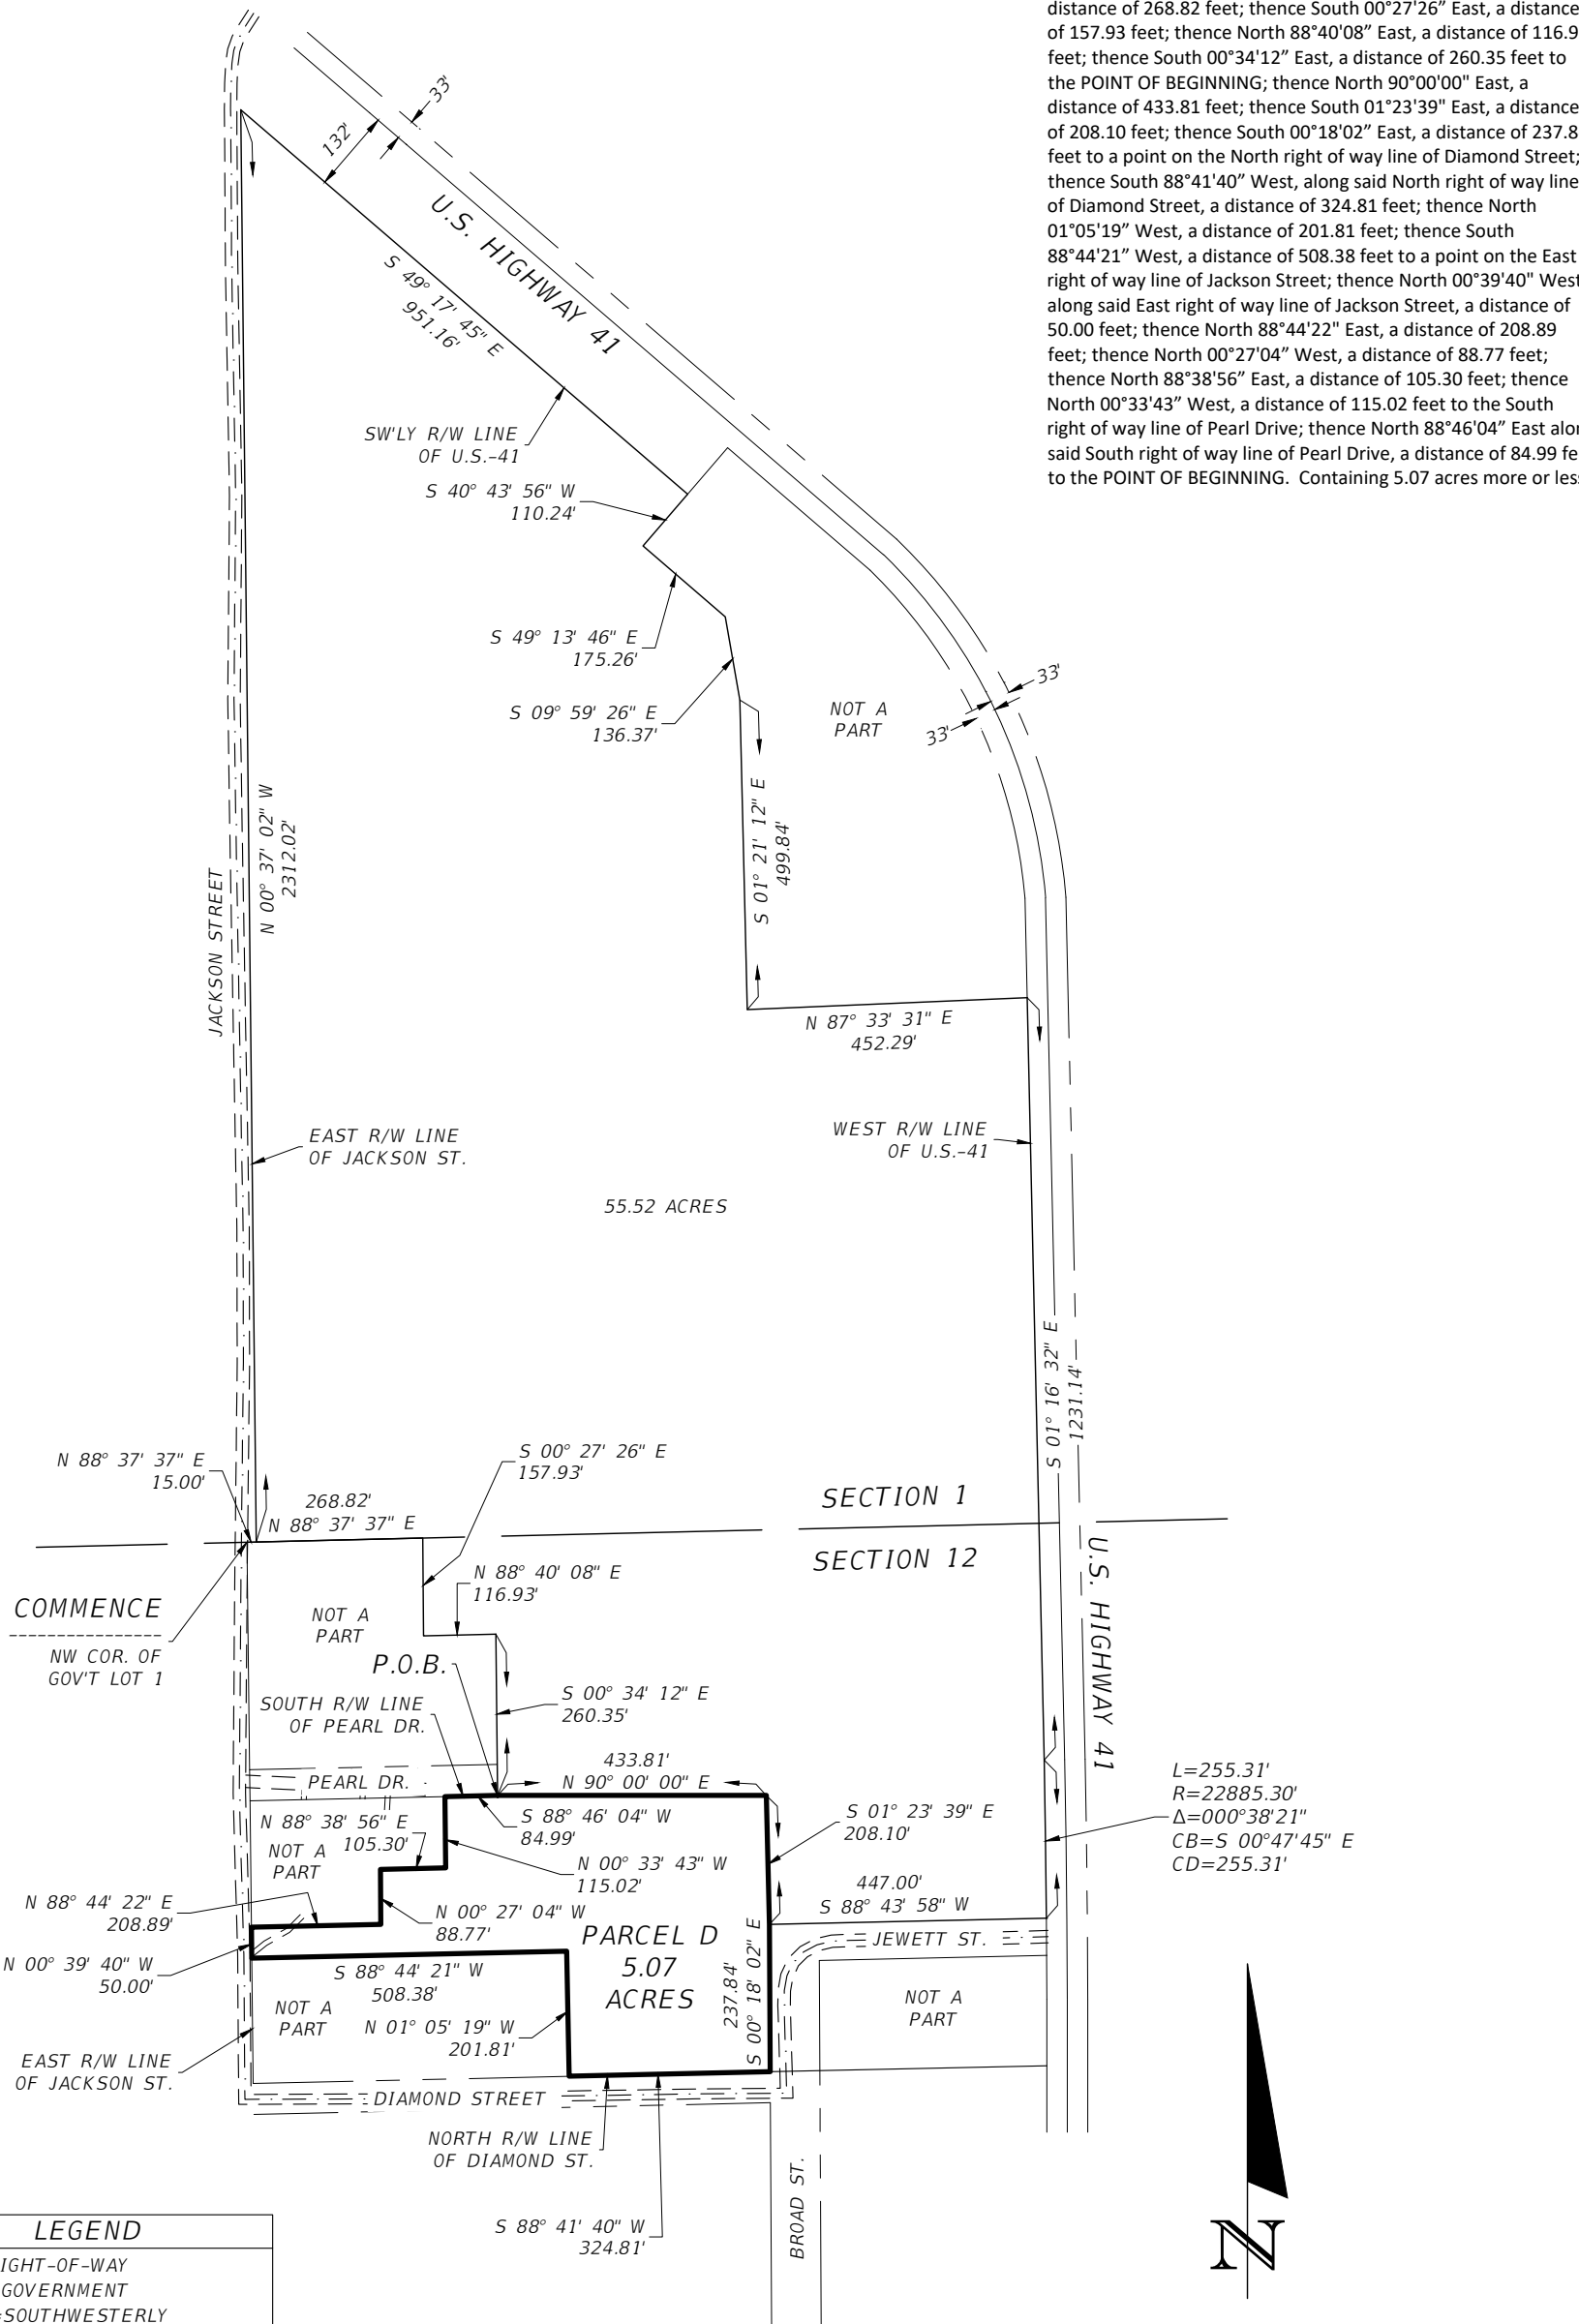 distance of 268.82 feet; thence South 00°27'26” East, a distance
of 157.93 feet; thence North 88°40'08” East, a distance of 116.9
feet; thence South 00°34'12” East, a distance of 260.35 feet to
the POINT OF BEGINNING; thence North 90°00'00" East, a
distance of 433.81 feet; thence South 01°23'39" East, a distance
of 208.10 feet; thence South 00°18'02” East, a distance of 237.8
feet to a point on the North right of way line of Diamond Street;
thence South 88°41'40” West, along said North right of way line
of Diamond Street, a distance of 324.81 feet; thence North
01°05'19” West, a distance of 201.81 feet; thence South
88°44'21” West, a distance of 508.38 feet to a point on the East
right of way line of Jackson Street; thence North 00°39'40" West
along said East right of way line of Jackson Street, a distance of
50.00 feet; thence North 88°44'22" East, a distance of 208.89
feet; thence North 00°27'04” West, a distance of 88.77 feet;
thence North 88°38'56” East, a distance of 105.30 feet; thence
North 00°33'43” West, a distance of 115.02 feet to the South
right of way line of Pearl Drive; thence North 88°46'04” East alon
said South right of way line of Pearl Drive, a distance of 84.99 fe
to the POINT OF BEGINNING.  Containing 5.07 acres more or less
33'
132'
U.S. HIGHWAY 41
S 49° 17' 45" E
951.16'
SW'LY R/W LINE
OF U.S.-41
S 40° 43' 56" W
110.24'
S 49° 13' 46" E
175.26'
S 09° 59' 26" E
136.37'
NOT A
PART
33'
33'
S 01° 21' 12" E
499.84'
N 00° 37' 02" W
2312.02'
JACKSON STREET
N 87° 33' 31" E
452.29'
EAST R/W LINE
OF JACKSON ST.
WEST R/W LINE
OF U.S.-41
55.52 ACRES
S 01° 16' 32" E
1231.14'
N 88° 37' 37" E
15.00'
268.82'
N 88° 37' 37" E
S 00° 27' 26" E
157.93'
SECTION 1
SECTION 12
COMMENCE
NW COR. OF
GOV'T LOT 1
NOT A
PART
N 88° 40' 08" E
116.93'
U.S. HIGHWAY 41
P.O.B.
SOUTH R/W LINE
OF PEARL DR.
S 00° 34' 12" E
260.35'
PEARL DR.
433.81'
N 90° 00' 00" E
L=255.31'
R=22885.30'
Δ=000°38'21"
CB=S 00°47'45" E
CD=255.31'
N 88° 38' 56" E
105.30'
NOT A
PART
S 88° 46' 04" W
84.99'
S 01° 23' 39" E
208.10'
N 00° 33' 43" W
115.02'
N 88° 44' 22" E
208.89'
N 00° 27' 04" W
88.77'
447.00'
S 88° 43' 58" W
PARCEL D
5.07
ACRES
JEWETT ST.
N 00° 39' 40" W
50.00'
S 88° 44' 21" W
508.38'
237.84'
S 00° 18' 02" E
NOT A
PART
NOT A
PART
N 01° 05' 19" W
201.81'
EAST R/W LINE
OF JACKSON ST.
DIAMOND STREET
NORTH R/W LINE
OF DIAMOND ST.
BROAD ST.
S 88° 41' 40" W
324.81'
N
LEGEND
IGHT-OF-WAY
GOVERNMENT
=SOUTHWESTERLY